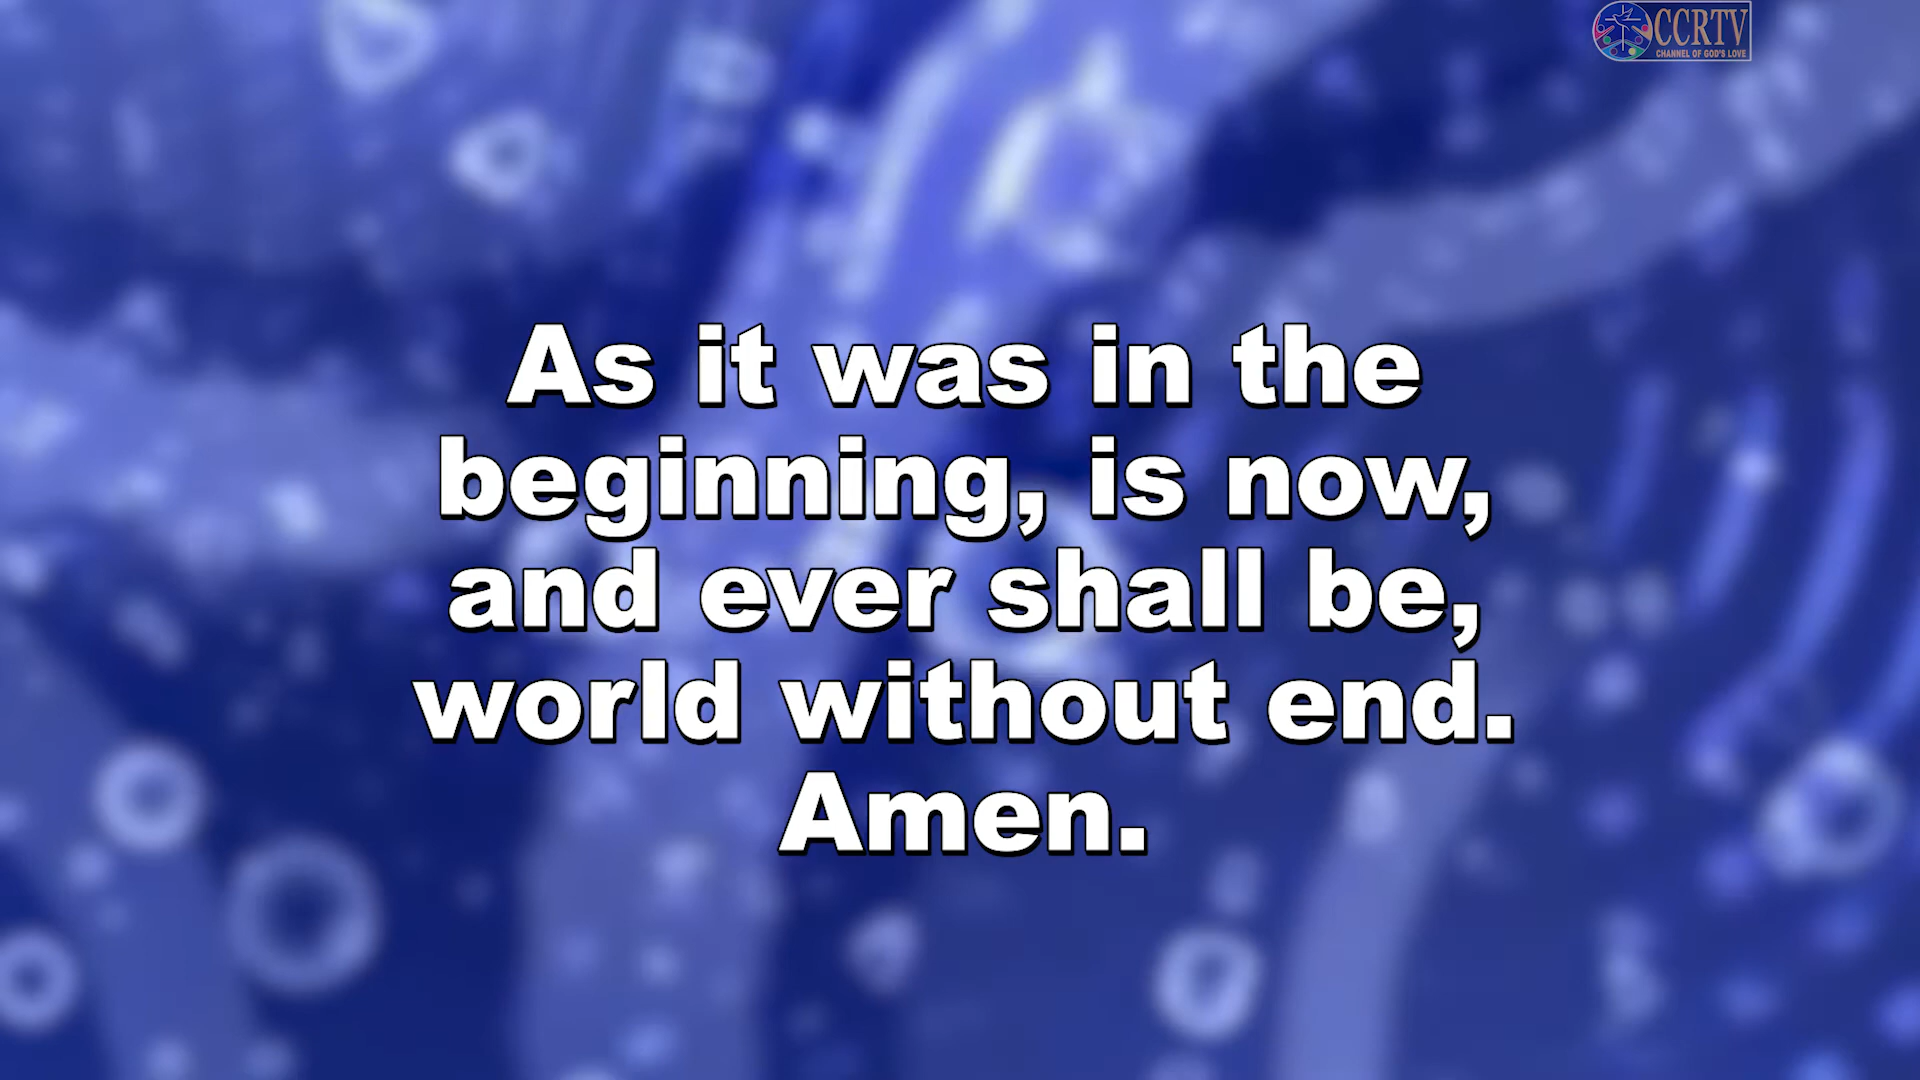 CCRTV
CHANNEL OF GOD'S LOVE
As it was in the
beginning, is now,
and ever shall be,
world without end.
Amen.